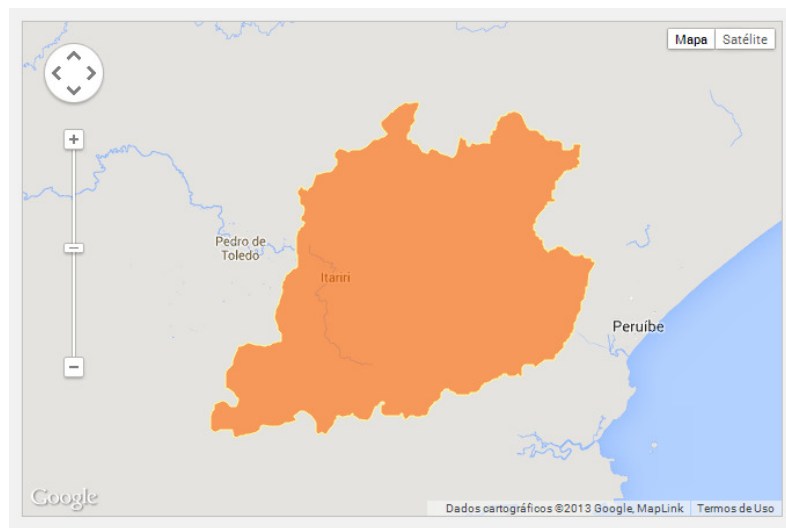 Mapa Satélite
+
Pedro de
Toledo
Itariri
Peruíbe
−
Google
Dados cartográficos ©2013 Google, MapLink Termos de Uso